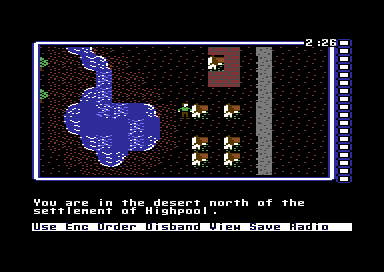 2:26
You are in the desert north of the
settlement of Highpool.
Use Enc Order Disband View Save Radio